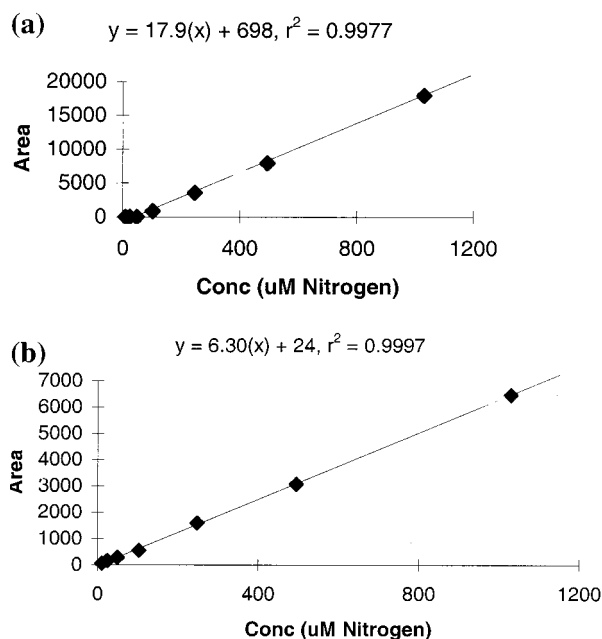 (a)
y = 17.9(x) + 698, r² = 0.9977
20000
15000
10000
5000
0
Area
0 400 800 1200
Conc (uM Nitrogen)
(b)
y = 6.30(x) + 24, r² = 0.9997
7000
6000
5000
4000
3000
2000
1000
0
Area
0 400 800 1200
Conc (uM Nitrogen)